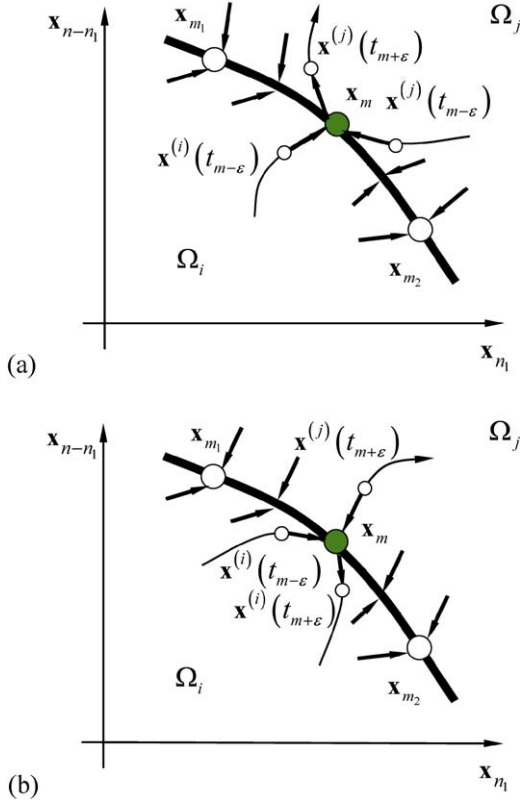 x_{n-n_1}
Ω_j
x_{m_1}
x^{(j)}(t_{m+ε})
x_m x^{(j)}(t_{m-ε})
x^{(i)}(t_{m-ε})
Ω_i
x_{m_2}
x_{n_1}
(a)
x_{n-n_1}
Ω_j
x_{m_1} x^{(j)}(t_{m+ε})
x_m
x^{(i)}(t_{m-ε})
x^{(i)}(t_{m+ε})
Ω_i
x_{m_2}
x_{n_1}
(b)